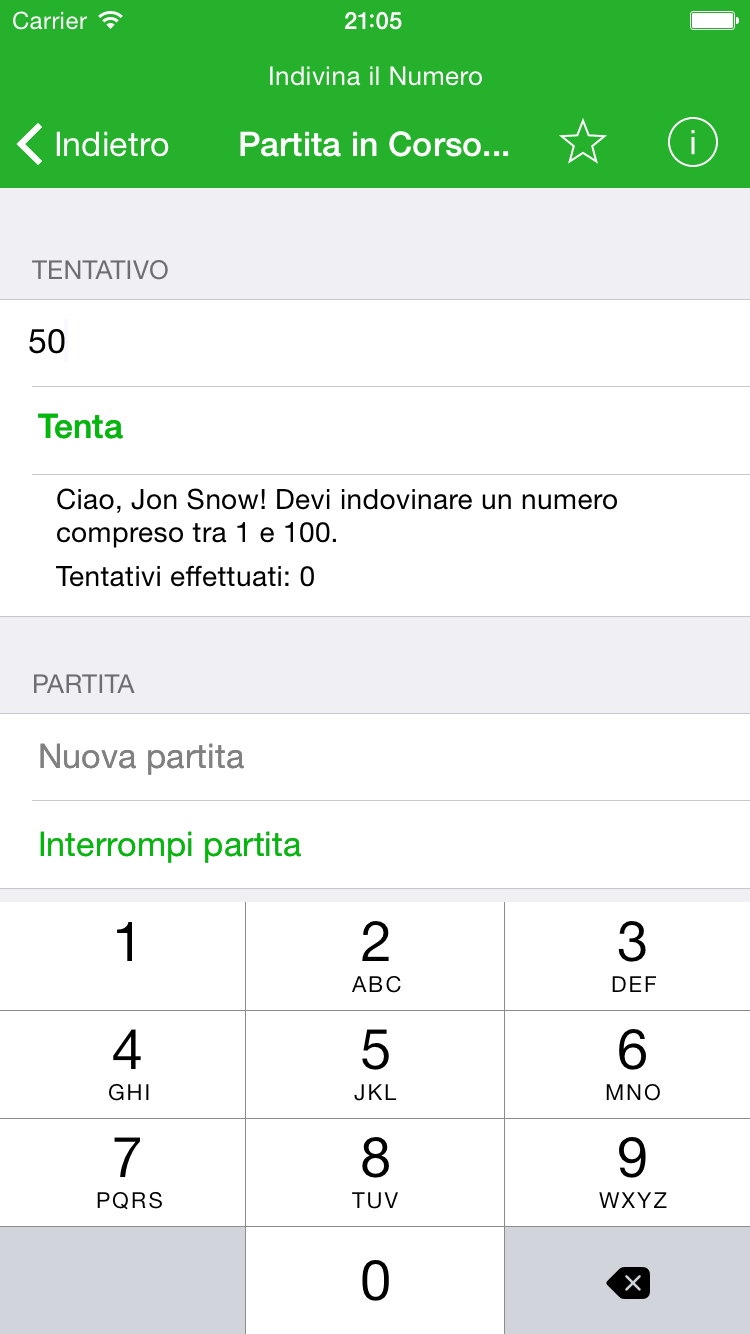 Carrier 21:05
Indivina il Numero
Indietro Partita in Corso... i
TENTATIVO
50
Tenta
Ciao, Jon Snow! Devi indovinare un numero
compreso tra 1 e 100.
Tentativi effettuati: 0
PARTITA
Nuova partita
Interrompi partita
1 2 3
ABC DEF
4 5 6
GHI JKL MNO
7 8 9
PQRS TUV WXYZ
0